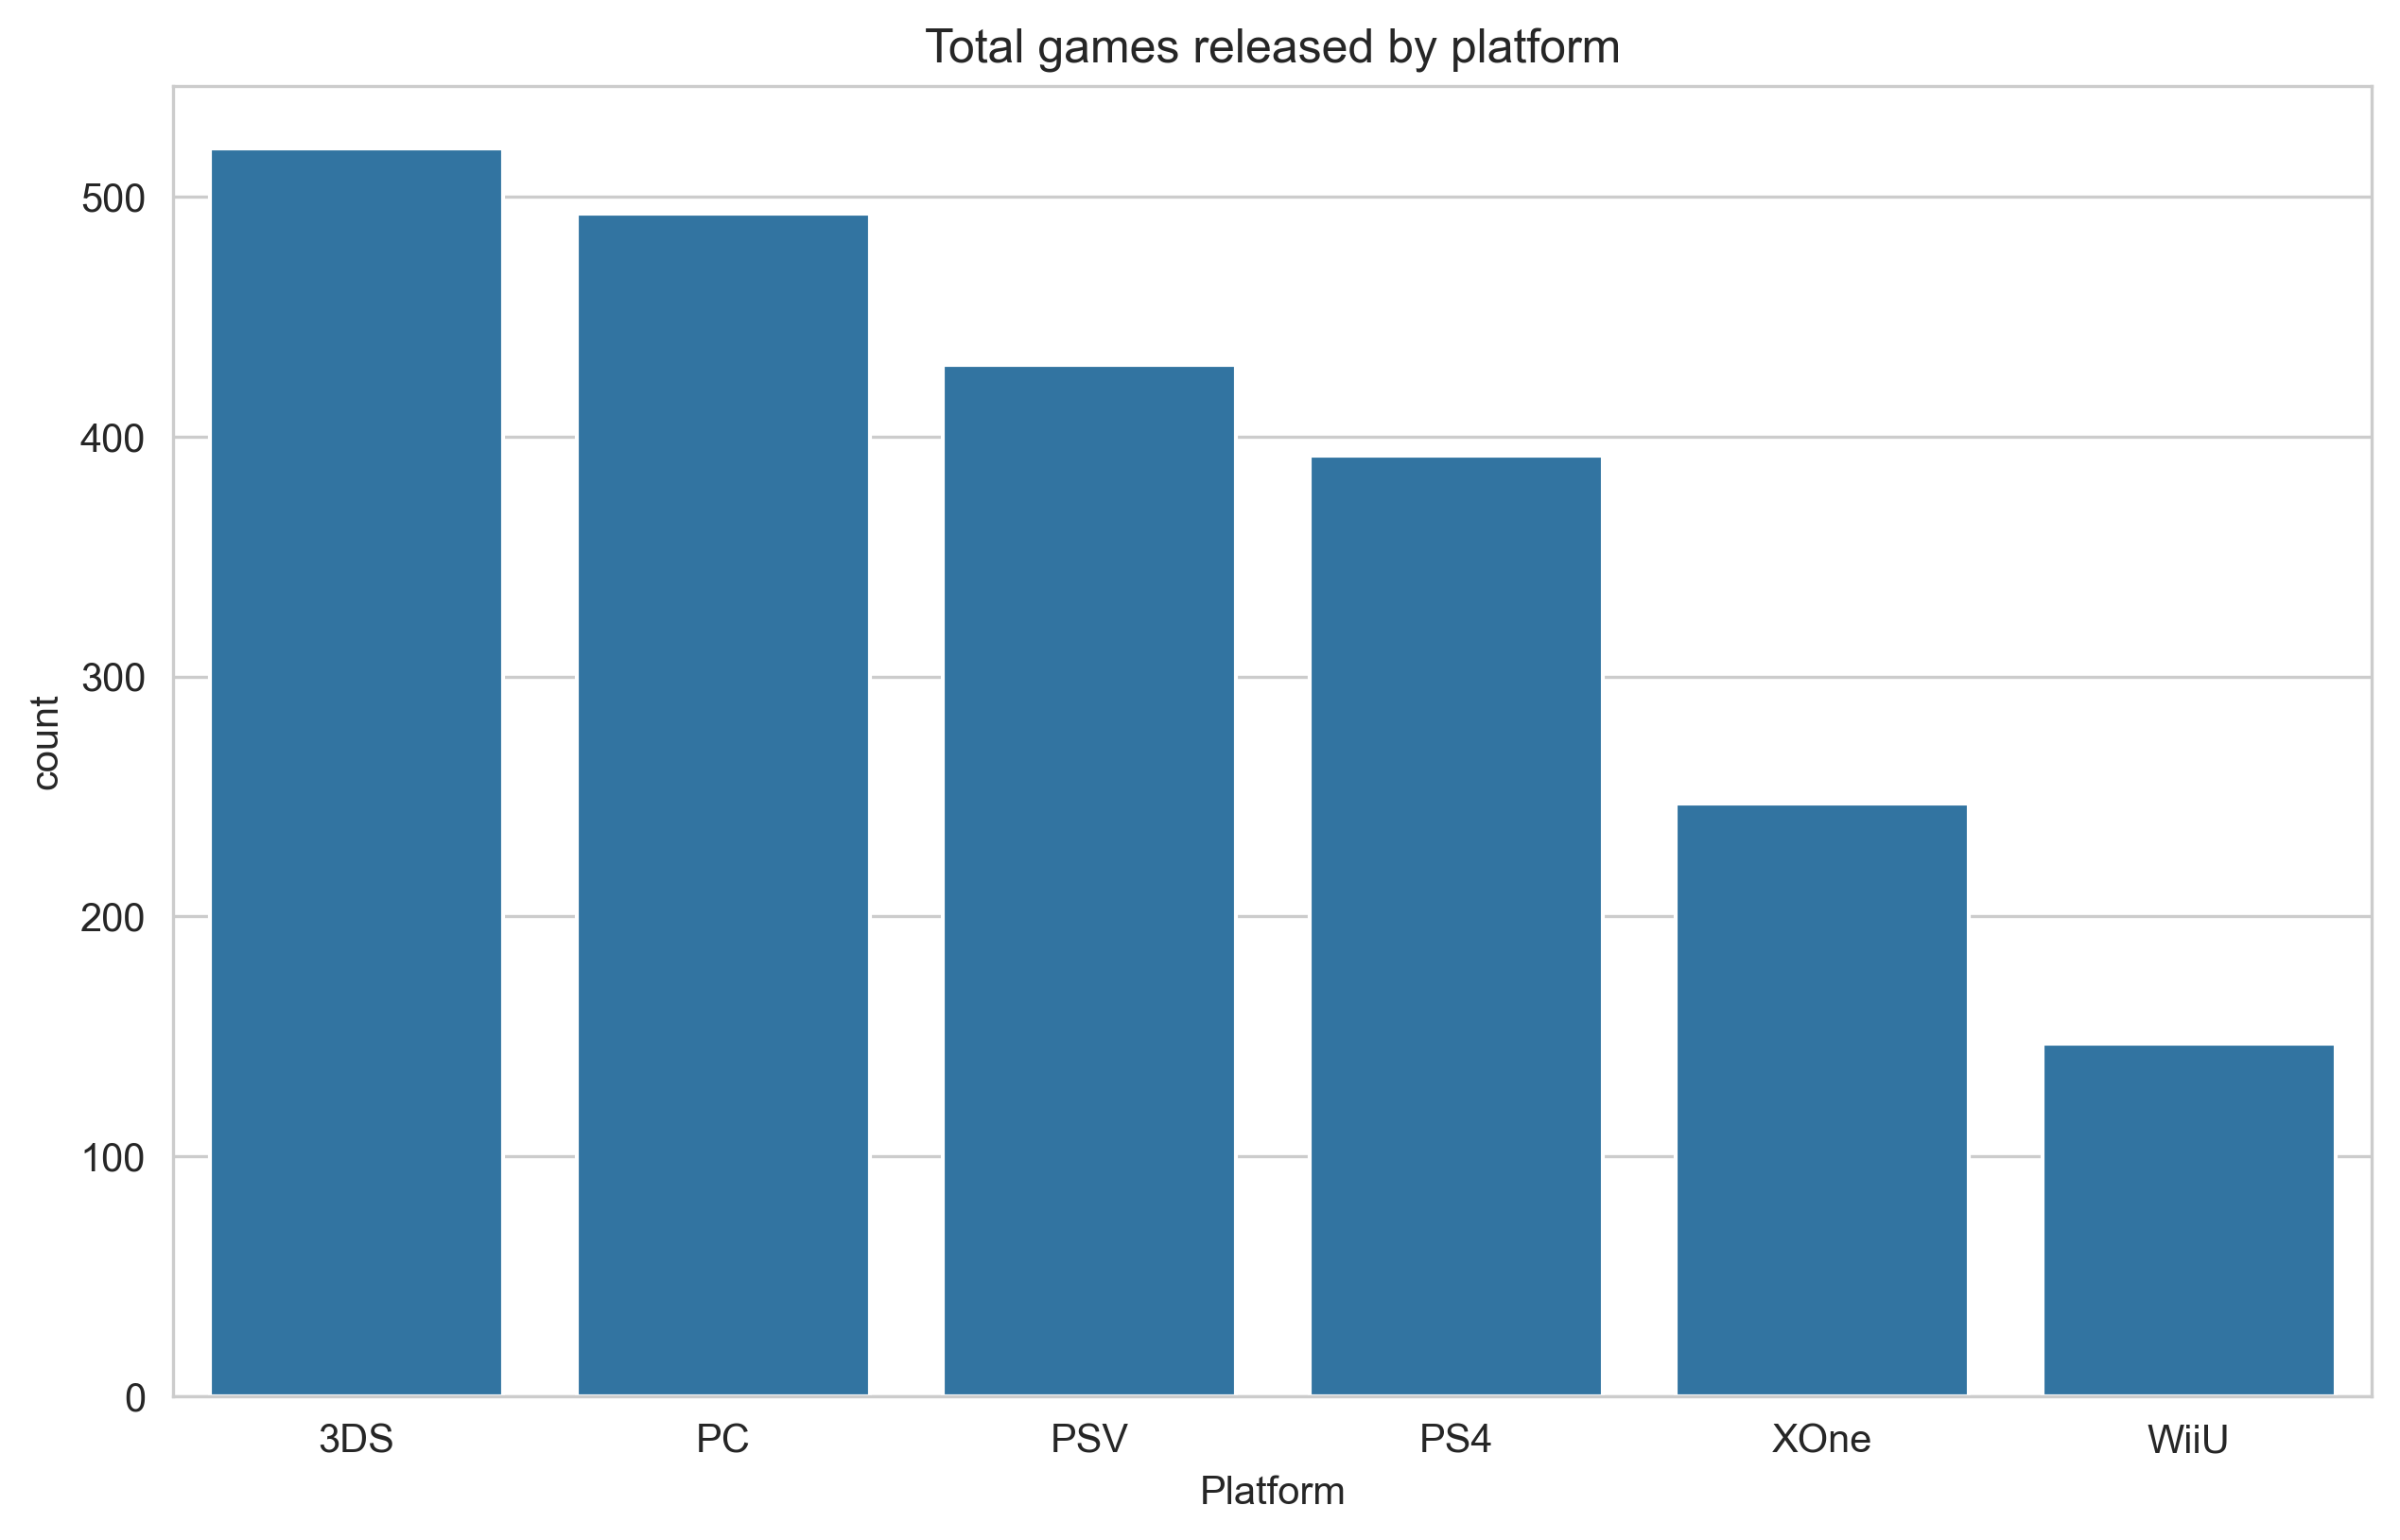 Total games released by platform
500
400
300
200
100
0
count
3DS PC PSV PS4 XOne WiiU
Platform